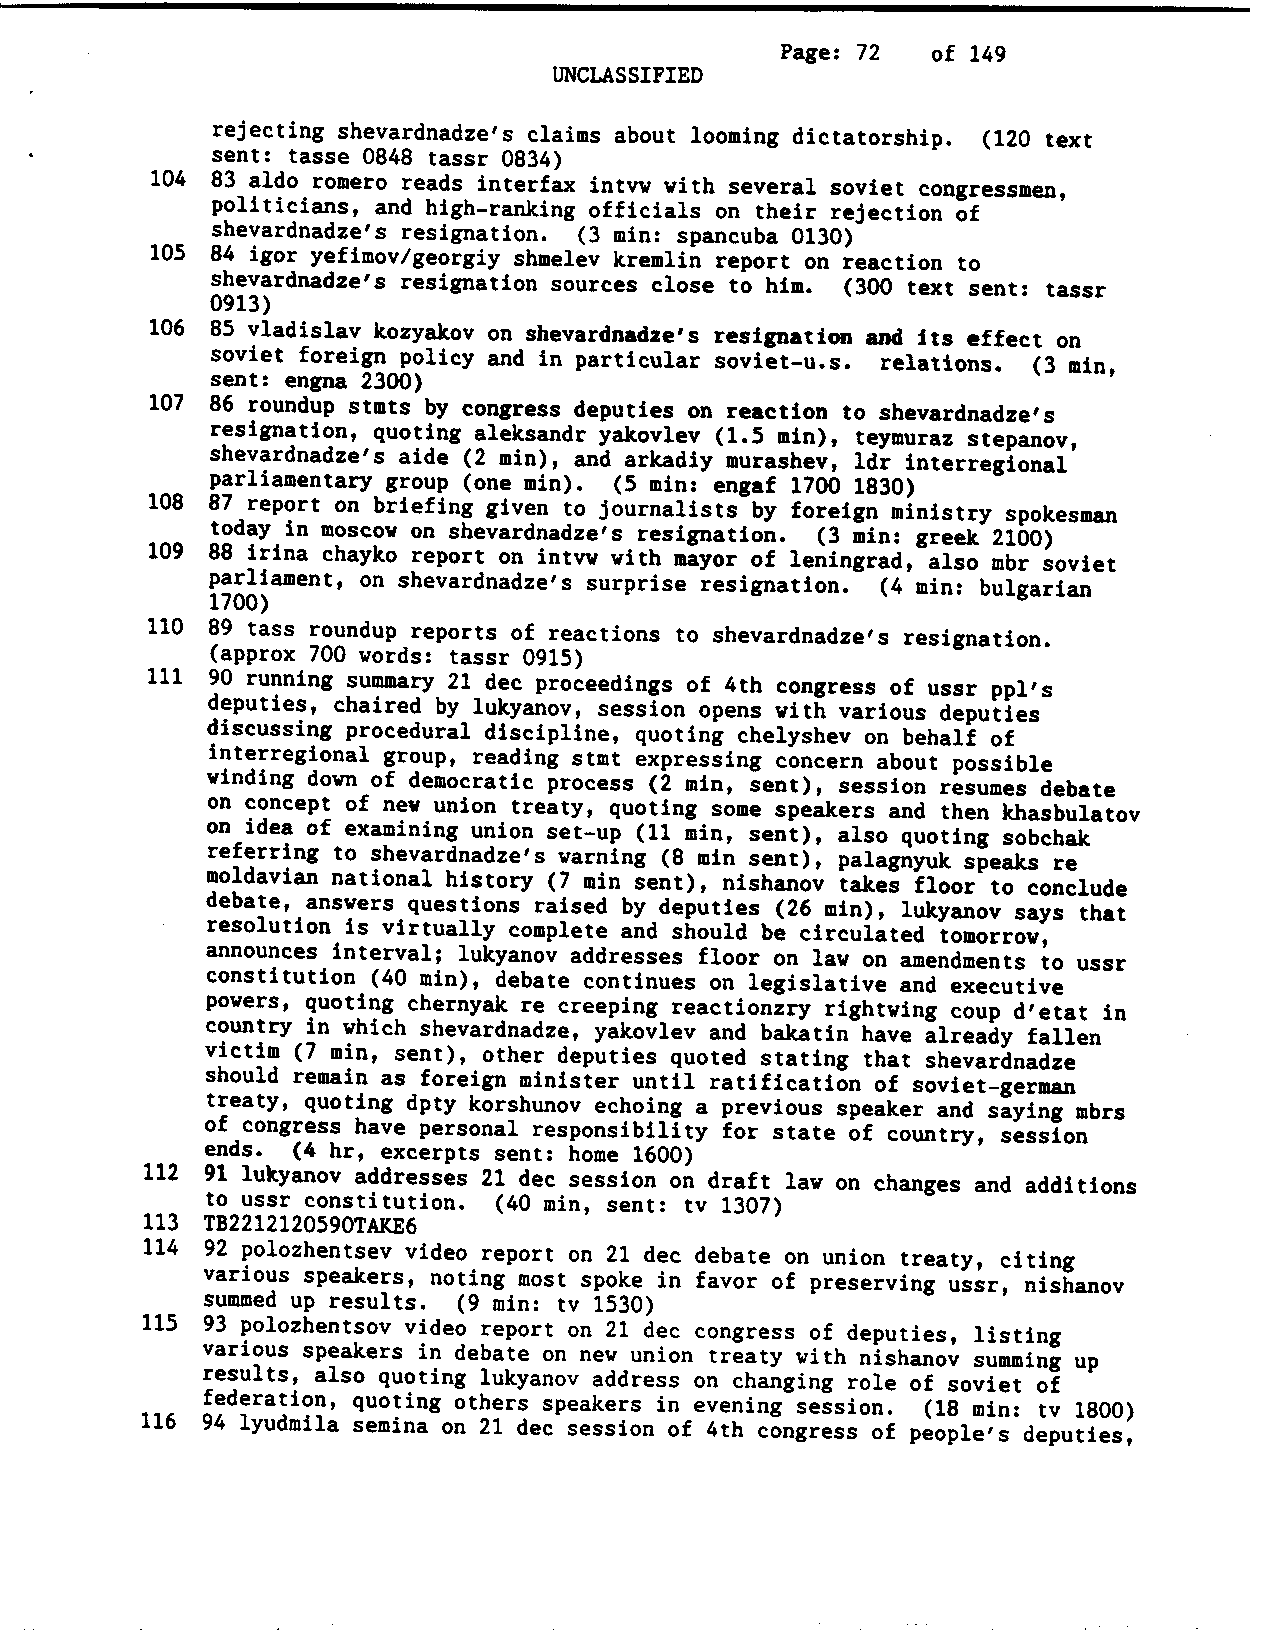 Page: 72 of 149
UNCLASSIFIED
rejecting shevardnadze's claims about looming dictatorship. (120 text
sent: tasse 0848 tassr 0834)
104 83 aldo romero reads interfax intvw with several soviet congressmen,
politicians, and high-ranking officials on their rejection of
shevardnadze's resignation. (3 min: spancuba 0130)
105 84 igor yefimov/georgiy shmelev kremlin report on reaction to
shevardnadze's resignation sources close to him. (300 text sent: tassr
0913)
106 85 vladislav kozyakov on shevardnadze's resignation and its effect on
soviet foreign policy and in particular soviet-u.s. relations. (3 min,
sent: engna 2300)
107 86 roundup stmts by congress deputies on reaction to shevardnadze's
resignation, quoting aleksandr yakovlev (1.5 min), teymuraz stepanov,
shevardnadze's aide (2 min), and arkadiy murashev, ldr interregional
parliamentary group (one min). (5 min: engaf 1700 1830)
108 87 report on briefing given to journalists by foreign ministry spokesman
today in moscow on shevardnadze's resignation. (3 min: greek 2100)
109 88 irina chayko report on intvw with mayor of leningrad, also mbr soviet
parliament, on shevardnadze's surprise resignation. (4 min: bulgarian
1700)
110 89 tass roundup reports of reactions to shevardnadze's resignation.
(approx 700 words: tassr 0915)
111 90 running summary 21 dec proceedings of 4th congress of ussr ppl's
deputies, chaired by lukyanov, session opens with various deputies
discussing procedural discipline, quoting chelyshev on behalf of
interregional group, reading stmt expressing concern about possible
winding down of democratic process (2 min, sent), session resumes debate
on concept of new union treaty, quoting some speakers and then khasbulatov
on idea of examining union set-up (11 min, sent), also quoting sobchak
referring to shevardnadze's warning (8 min sent), palagnyuk speaks re
moldavian national history (7 min sent), nishanov takes floor to conclude
debate, answers questions raised by deputies (26 min), lukyanov says that
resolution is virtually complete and should be circulated tomorrow,
announces interval; lukyanov addresses floor on law on amendments to ussr
constitution (40 min), debate continues on legislative and executive
powers, quoting chernyak re creeping reactionzry rightwing coup d'etat in
country in which shevardnadze, yakovlev and bakatin have already fallen
victim (7 min, sent), other deputies quoted stating that shevardnadze
should remain as foreign minister until ratification of soviet-german
treaty, quoting dpty korshunov echoing a previous speaker and saying mbrs
of congress have personal responsibility for state of country, session
ends. (4 hr, excerpts sent: home 1600)
112 91 lukyanov addresses 21 dec session on draft law on changes and additions
to ussr constitution. (40 min, sent: tv 1307)
113 TB2212120590TAKE6
114 92 polozhentsev video report on 21 dec debate on union treaty, citing
various speakers, noting most spoke in favor of preserving ussr, nishanov
summed up results. (9 min: tv 1530)
115 93 polozhentsov video report on 21 dec congress of deputies, listing
various speakers in debate on new union treaty with nishanov summing up
results, also quoting lukyanov address on changing role of soviet of
federation, quoting others speakers in evening session. (18 min: tv 1800)
116 94 lyudmila semina on 21 dec session of 4th congress of people's deputies,